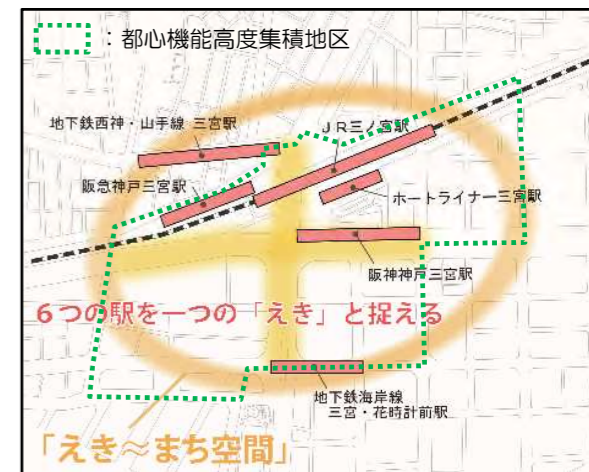 ：都心機能高度集積地区
地下鉄西神・山手線 三宮駅
JR三ノ宮駅
阪急神戸三宮駅
ポートライナー三宮駅
阪神神戸三宮駅
6つの駅を一つの「えき」と捉える
地下鉄海岸線
三宮・花時計前駅
「えき～まち空間」